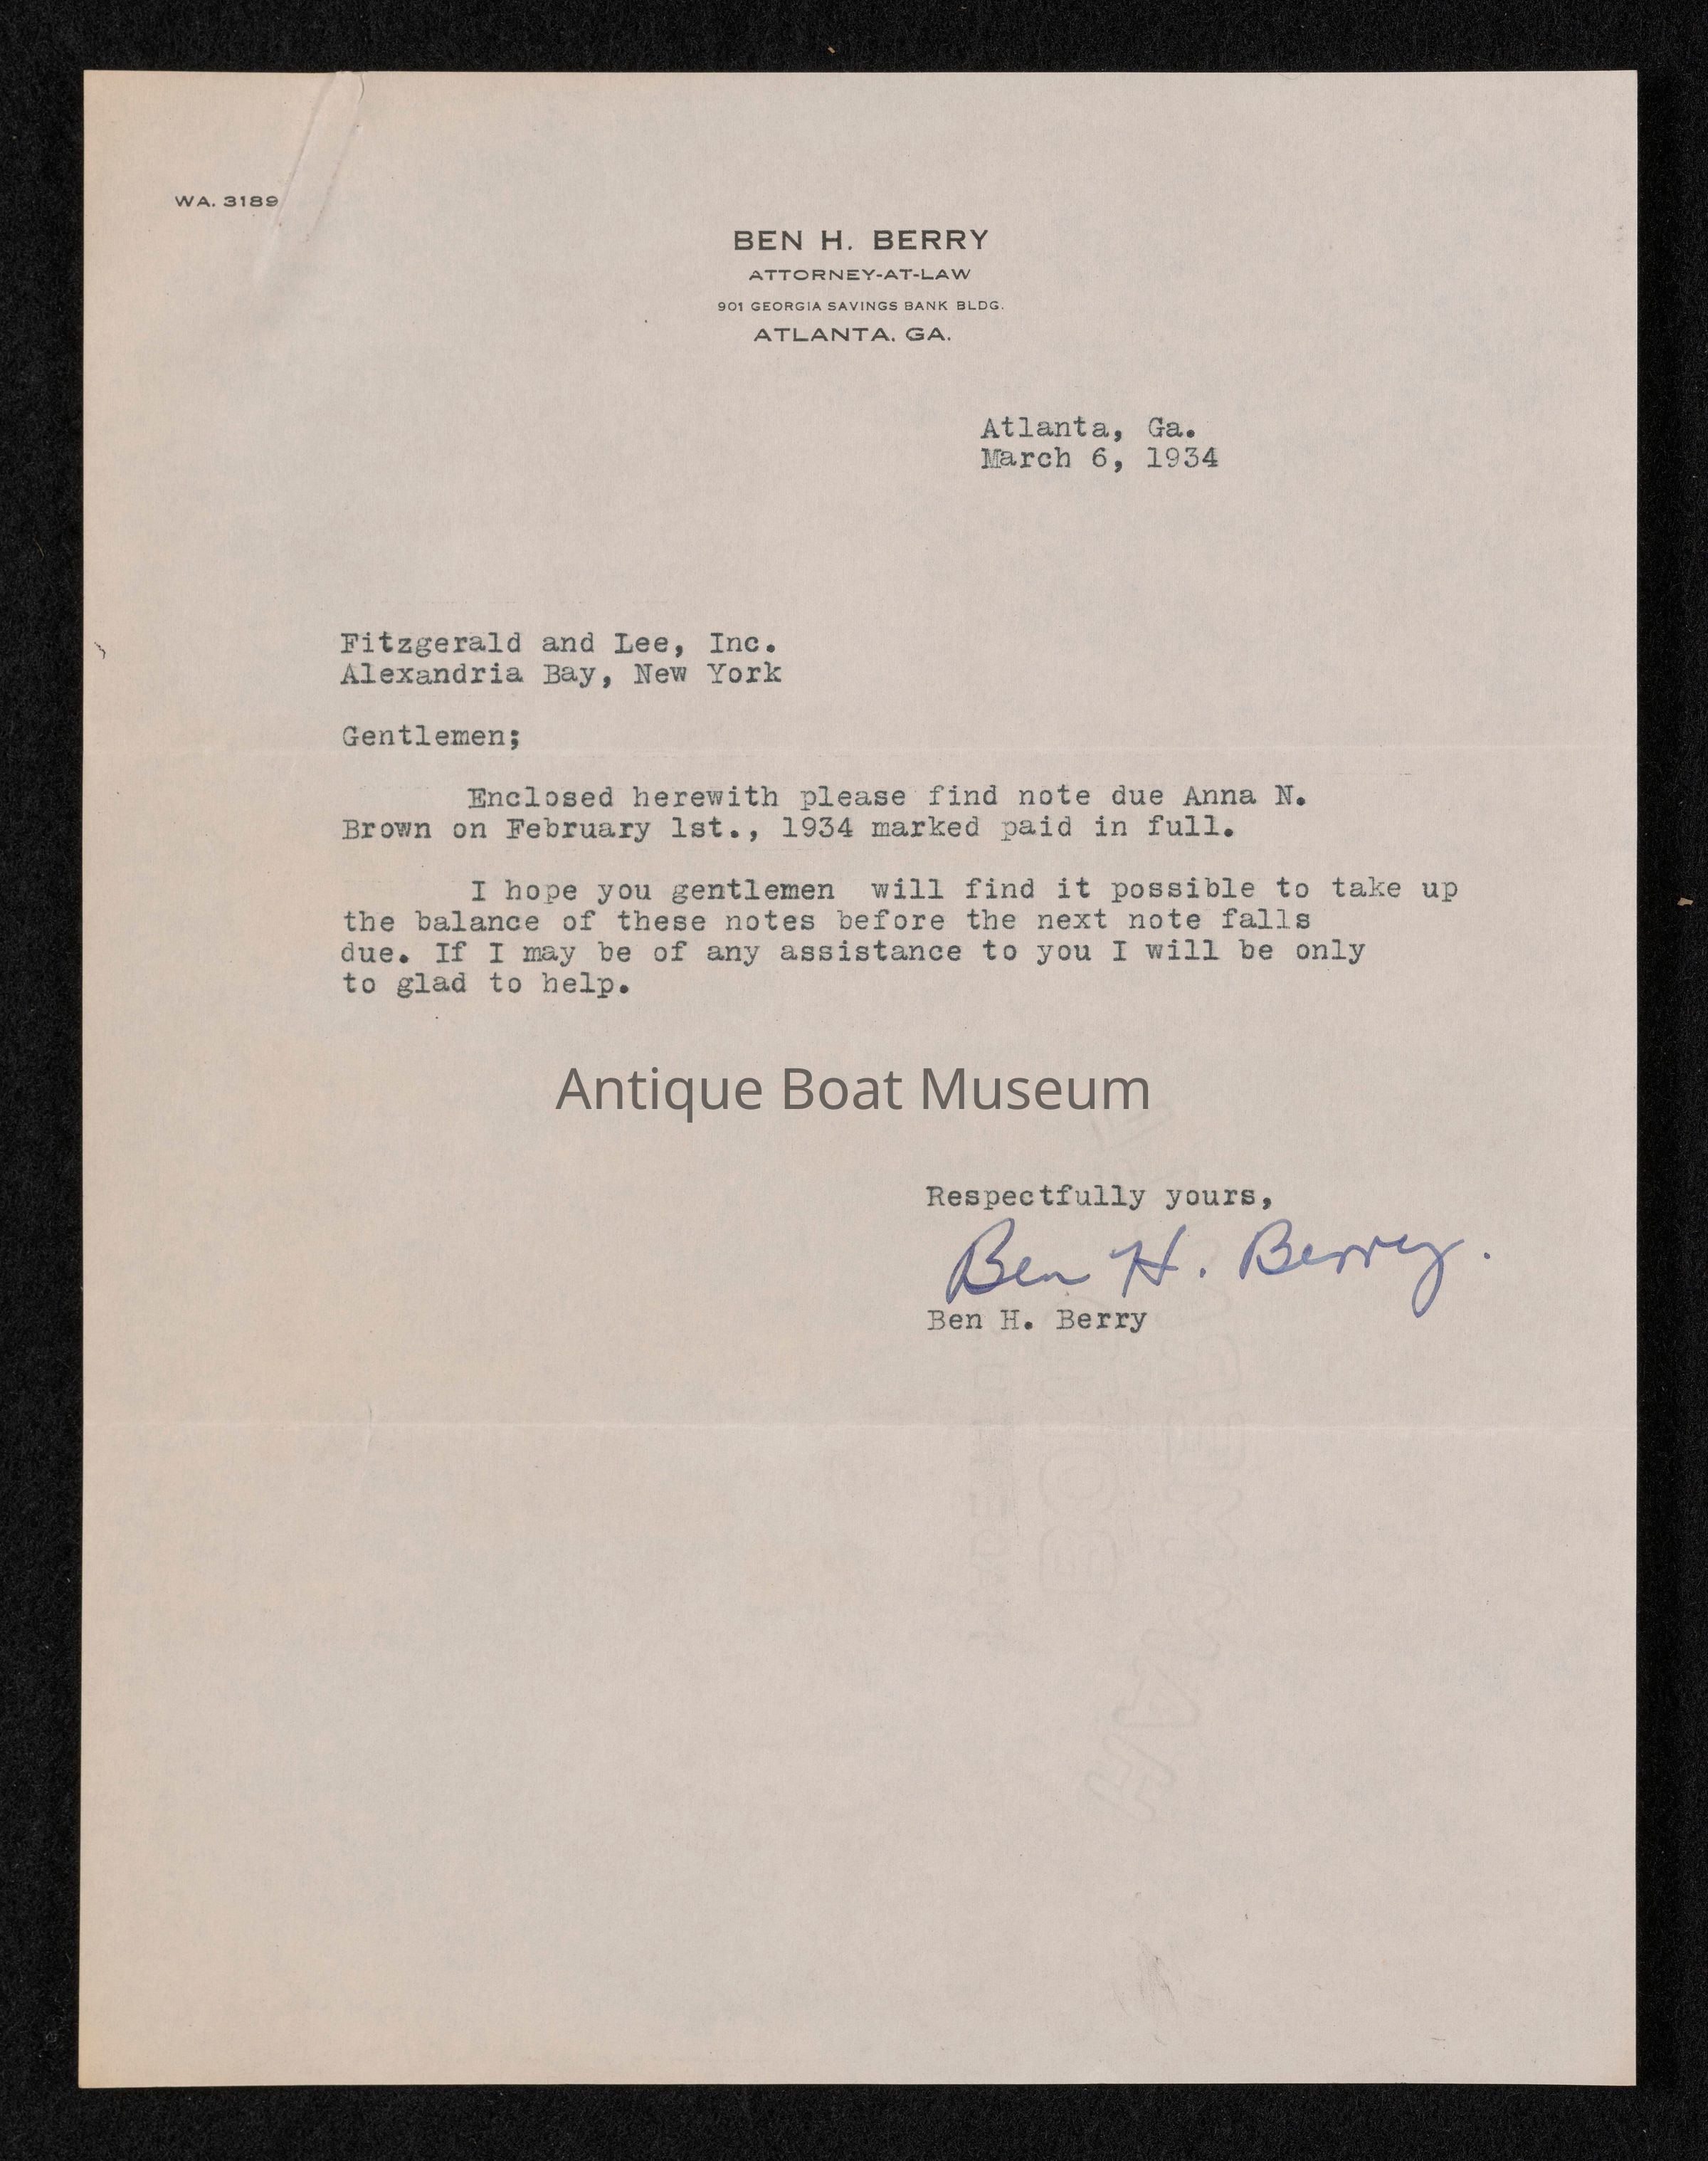 WA. 3189
BEN H. BERRY
ATTORNEY-AT-LAW
901 GEORGIA SAVINGS BANK BLDG.
ATLANTA, GA.
Atlanta, Ga.
March 6, 1934
Fitzgerald and Lee, Inc.
Alexandria Bay, New York
Gentlemen;
Enclosed herewith please find note due Anna N.
Brown on February 1st., 1934 marked paid in full.
I hope you gentlemen will find it possible to take up
the balance of these notes before the next note falls
due. If I may be of any assistance to you I will be only
to glad to help.
Antique Boat Museum
Respectfully yours,
Ben H. Berry.
Ben H. Berry